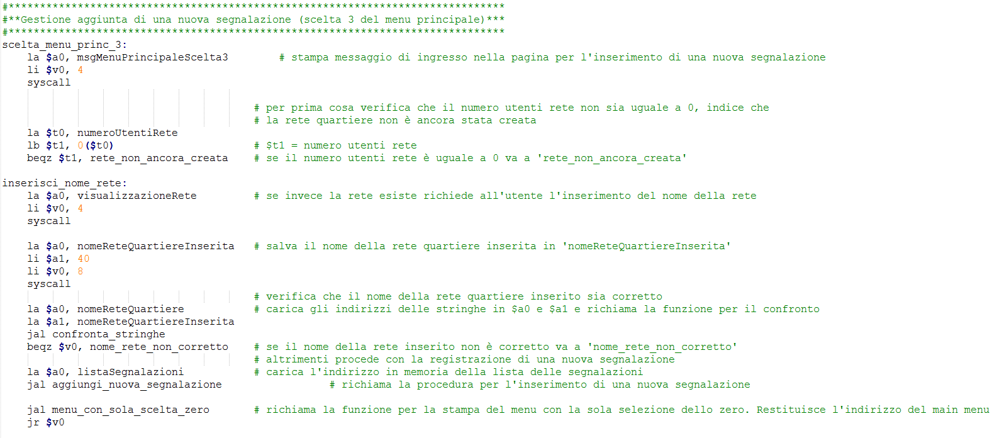 #*******************************************************************************
#**Gestione aggiunta di una nuova segnalazione (scelta 3 del menu principale)***
#*******************************************************************************
scelta_menu_princ_3:
    la $a0, msgMenuPrincipaleScelta3        # stampa messaggio di ingresso nella pagina per l'inserimento di una nuova segnalazione
    li $v0, 4
    syscall
                                        # per prima cosa verifica che il numero utenti rete non sia uguale a 0, indice che
                                        # la rete quartiere non è ancora stata creata
    la $t0, numeroUtentiRete
    lb $t1, 0($t0)                      # $t1 = numero utenti rete
    beqz $t1, rete_non_ancora_creata    # se il numero utenti rete è uguale a 0 va a 'rete_non_ancora_creata'
inserisci_nome_rete:
    la $a0, visualizzazioneRete         # se invece la rete esiste richiede all'utente l'inserimento del nome della rete
    li $v0, 4
    syscall
    la $a0, nomeReteQuartiereInserita   # salva il nome della rete quartiere inserita in 'nomeReteQuartiereInserita'
    li $a1, 40
    li $v0, 8
    syscall
                                        # verifica che il nome della rete quartiere inserito sia corretto
    la $a0, nomeReteQuartiere           # carica gli indirizzi delle stringhe in $a0 e $a1 e richiama la funzione per il confronto
    la $a1, nomeReteQuartiereInserita
    jal confronta_stringhe
    beqz $v0, nome_rete_non_corretto    # se il nome della rete inserito non è corretto va a 'nome_rete_non_corretto'
                                        # altrimenti procede con la registrazione di una nuova segnalazione
    la $a0, listaSegnalazioni           # carica l'indirizzo in memoria della lista delle segnalazioni
    jal aggiungi_nuova_segnalazione                 # richiama la procedura per l'inserimento di una nuova segnalazione
    jal menu_con_sola_scelta_zero       # richiama la funzione per la stampa del menu con la sola selezione dello zero. Restituisce l'indirizzo del main menu
    jr $v0